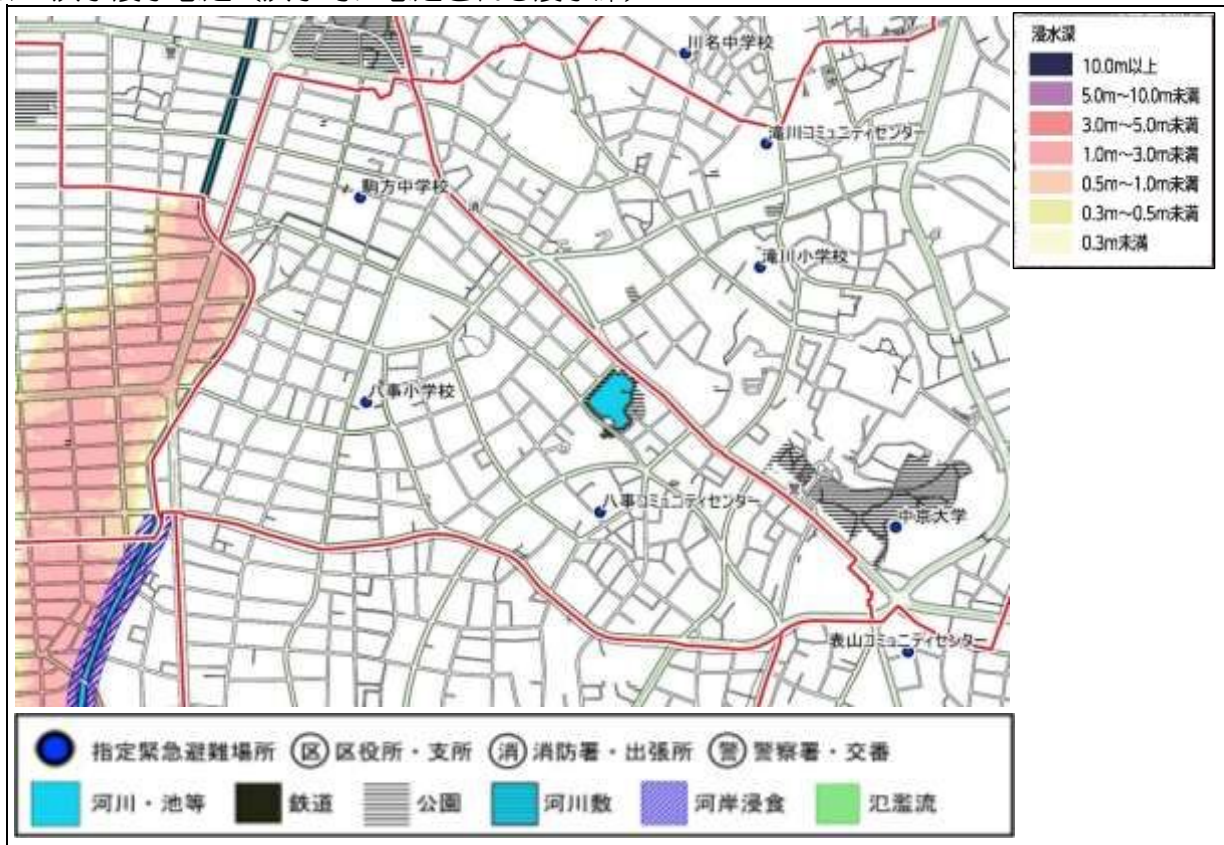 浸水深
10.0m以上
5.0m～10.0m未満
3.0m～5.0m未満
1.0m～3.0m未満
0.5m～1.0m未満
0.3m～0.5m未満
0.3m未満
川名中学校
滝川コミュニティセンター
駒方中学校
滝川小学校
八事小学校
八事コミュニティセンター
中京大学
表山コミュニティセンター
指定緊急避難場所 区 区役所・支所 消 消防署・出張所 警 警察署・交番
河川・池等 鉄道 公園 河川敷 河岸浸食 氾濫流